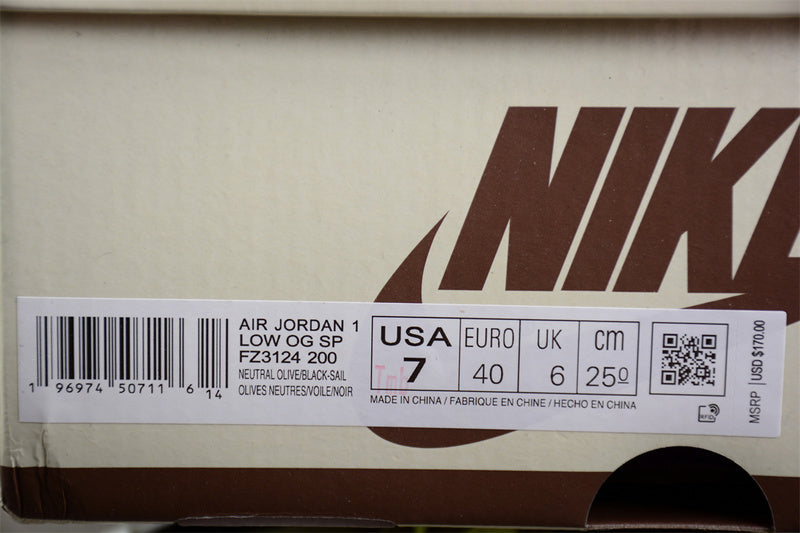 NIKE
AIR JORDAN 1
LOW OG SP
FZ3124 200
NEUTRAL OLIVE/BLACK-SAIL
OLIVES NEUTRES/VOILE/NOIR
1 96974 50711 6 14
USA
7
EURO
40
UK
6
cm
25⁰
MADE IN CHINA / FABRIQUE EN CHINE / HECHO EN CHINA
RFID
MSRP USD $170.00